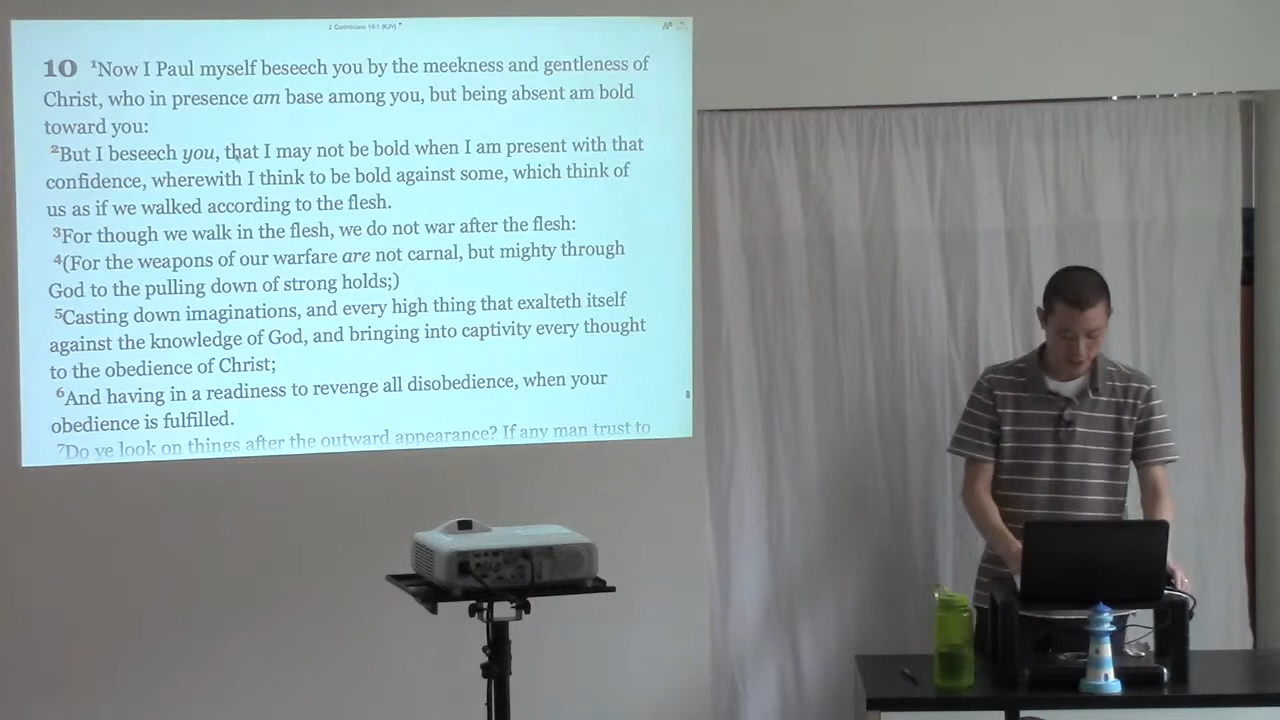 2 Corinthians 10:1 (KJV)
10 ¹Now I Paul myself beseech you by the meekness and gentleness of
Christ, who in presence am base among you, but being absent am bold
toward you:
²But I beseech you, that I may not be bold when I am present with that
confidence, wherewith I think to be bold against some, which think of
us as if we walked according to the flesh.
³For though we walk in the flesh, we do not war after the flesh:
⁴(For the weapons of our warfare are not carnal, but mighty through
God to the pulling down of strong holds;)
⁵Casting down imaginations, and every high thing that exalteth itself
against the knowledge of God, and bringing into captivity every thought
to the obedience of Christ;
⁶And having in a readiness to revenge all disobedience, when your
obedience is fulfilled.
⁷Do ye look on things after the outward appearance? If any man trust to